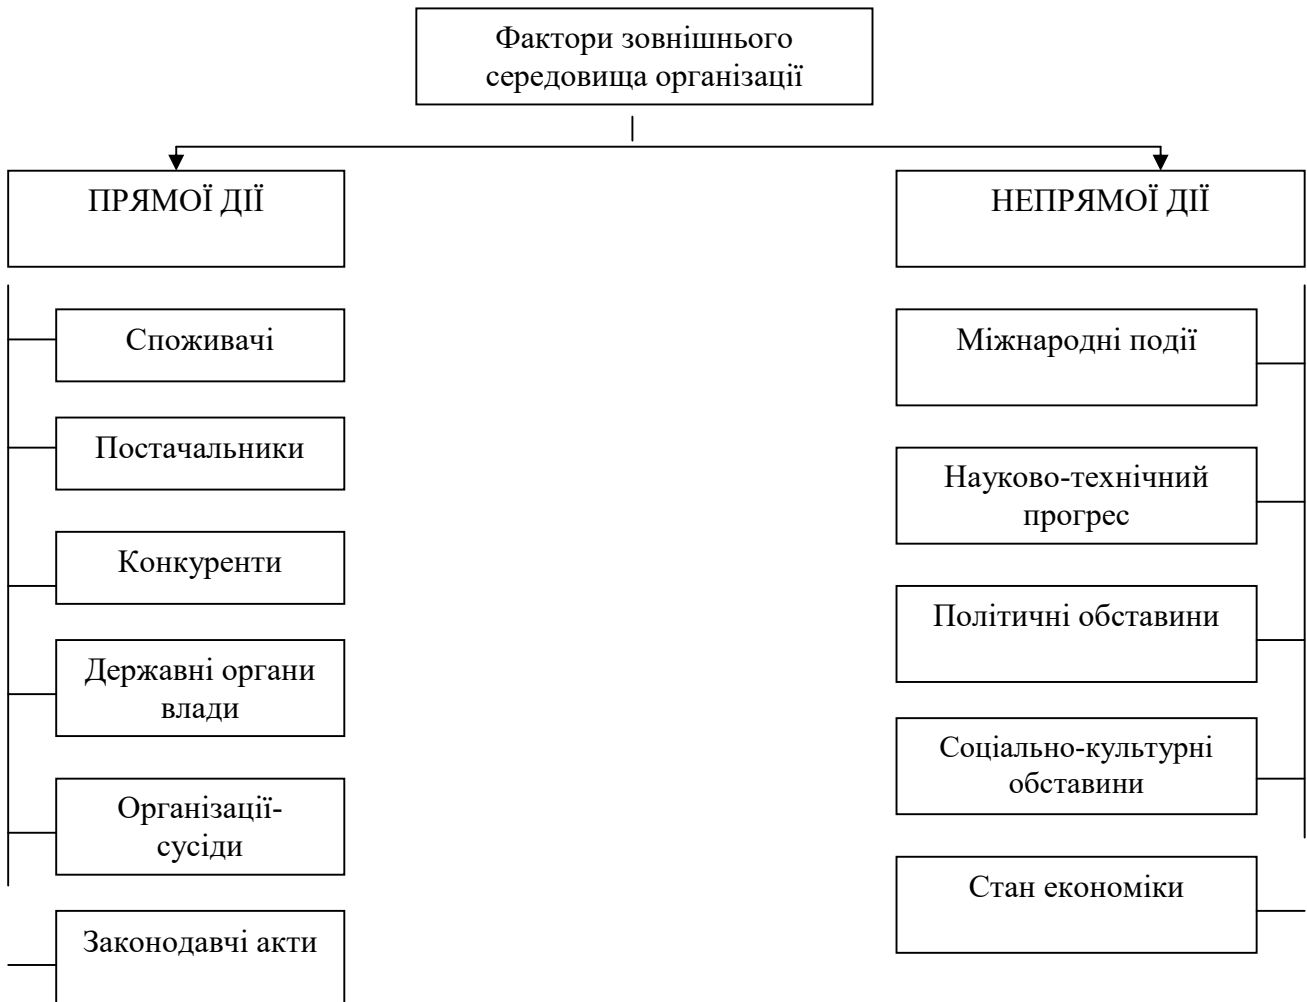 Фактори зовнішнього
середовища організації
ПРЯМОЇ ДІЇ
НЕПРЯМОЇ ДІЇ
Споживачі
Постачальники
Конкуренти
Державні органи
влади
Організації-
сусіди
Законодавчі акти
Міжнародні події
Науково-технічний
прогрес
Політичні обставини
Соціально-культурні
обставини
Стан економіки